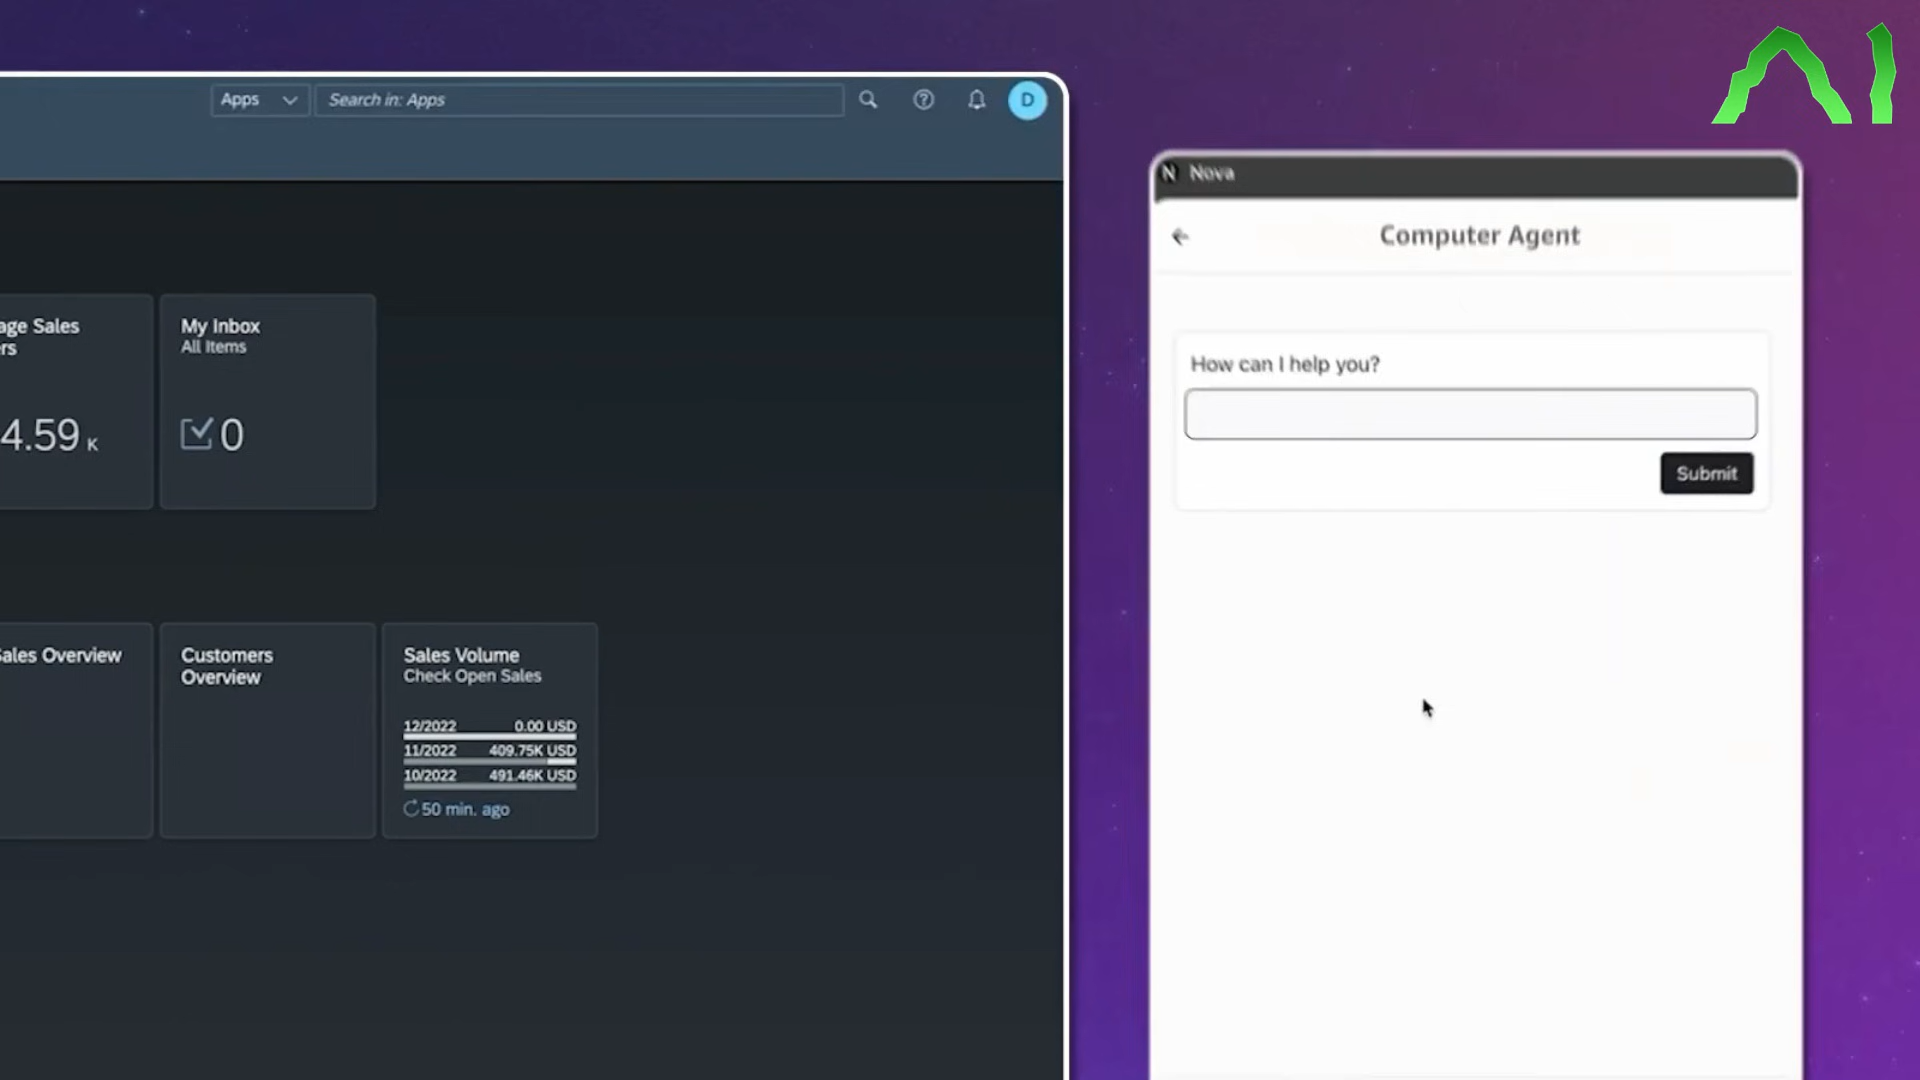 AI
Apps
Search in: Apps
D
N Nova
Computer Agent
How can I help you?
Submit
age Sales
rs
4.59 K
My Inbox
All Items
0
Sales Overview
Customers
Overview
Sales Volume
Check Open Sales
12/2022 0.00 USD
11/2022 409.75K USD
10/2022 491.46K USD
50 min. ago